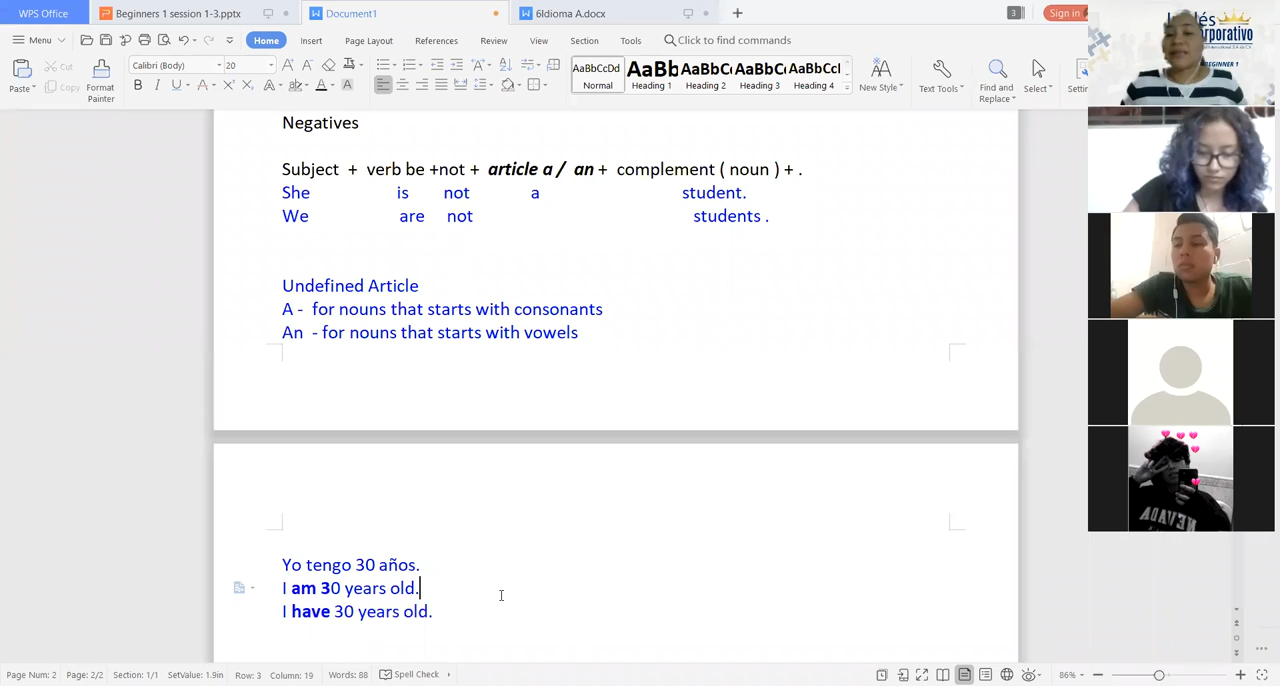 WPS Office
Beginners 1 session 1-3.pptx
Document1
6Idioma A.docx
3
Sign in
Menu
Home
Insert
Page Layout
References
Review
View
Section
Tools
Click to find commands
Paste
Cut
Copy
Format
Painter
Calibri (Body)
20
AaBbCcDd
Normal
AaBb
Heading 1
AaBbC
Heading 2
AaBbC
Heading 3
AaBbCcl
Heading 4
New Style
Text Tools
Find and
Replace
Select
Negatives
Subject + verb be +not + article a / an + complement ( noun ) + .
She is not a student.
We are not students .
Undefined Article
A - for nouns that starts with consonants
An - for nouns that starts with vowels
Yo tengo 30 años.
I am 30 years old.
I have 30 years old.
BEGINNER 1
NEVADA
Page Num: 2 Page: 2/2 Section: 1/1 SetValue: 1.9in Row: 3 Column: 19 Words: 88 Spell Check
86%